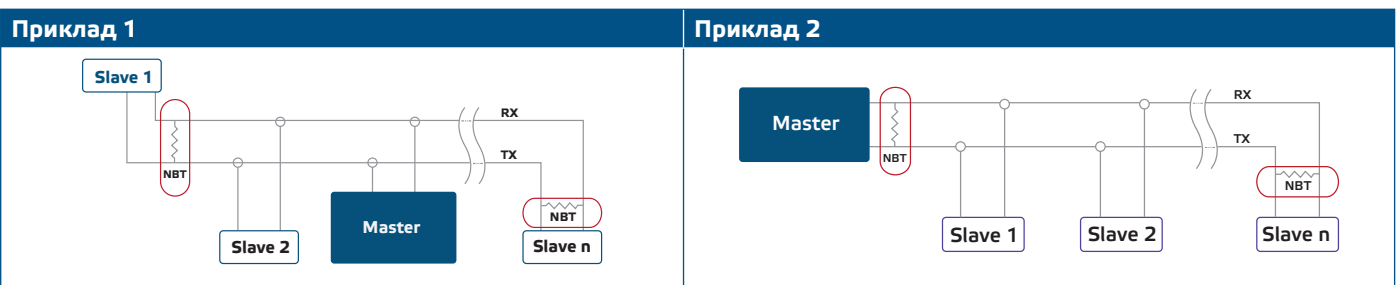 Приклад 1
Slave 1
RX
TX
NBT
NBT
Master
Slave 2
Slave n
Приклад 2
RX
Master
TX
NBT
NBT
Slave 1
Slave 2
Slave n